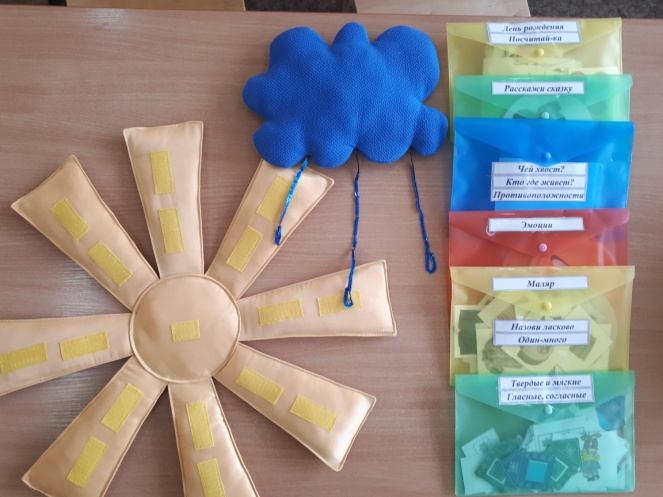 День рождения
Посчитай-ка
Расскажи сказку
Чей хвост?
Кто где живет?
Противоположности
Эмоции
Маляр
Назови ласково
Один-много
Твердые и мягкие
Гласные, согласные